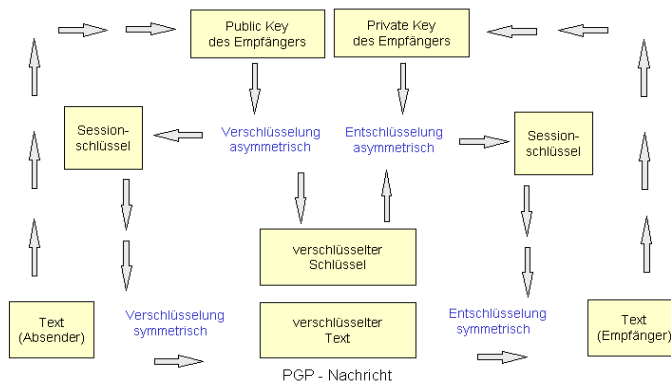 Public Key
des Empfängers
Private Key
des Empfängers
Session-
schlüssel
Verschlüsselung
asymmetrisch
Entschlüsselung
asymmetrisch
Session-
schlüssel
verschlüsselter
Schlüssel
Text
(Absender)
Verschlüsselung
symmetrisch
verschlüsselter
Text
Entschlüsselung
symmetrisch
Text
(Empfänger)
PGP - Nachricht